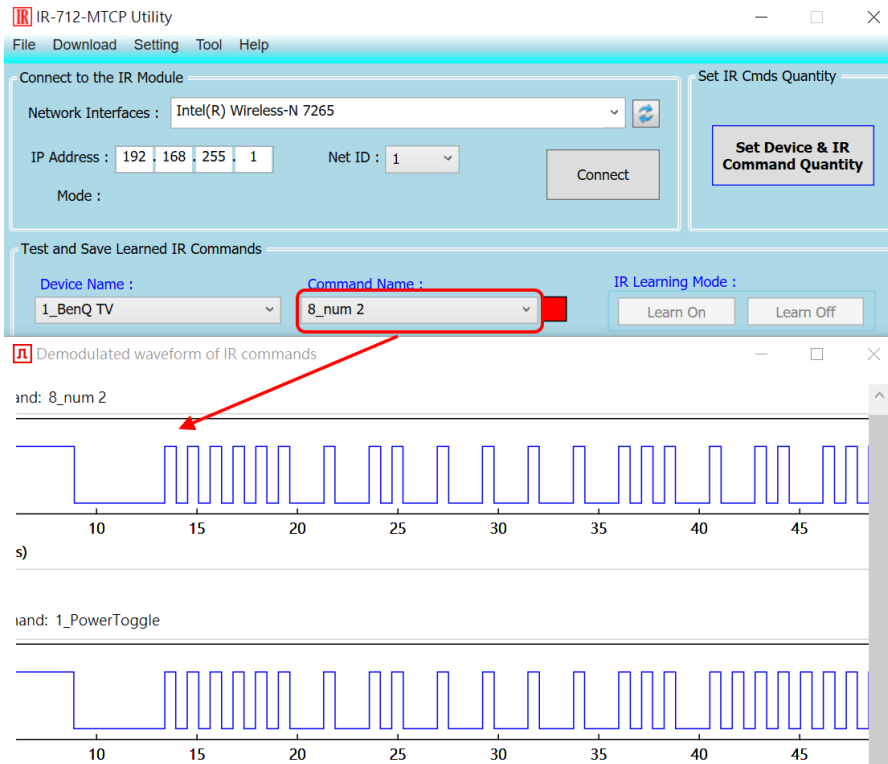 IR IR-712-MTCP Utility
File Download Setting Tool Help
Connect to the IR Module
Set IR Cmds Quantity
Network Interfaces : Intel(R) Wireless-N 7265
IP Address : 192 . 168 . 255 . 1 Net ID : 1
Connect
Set Device & IR
Command Quantity
Mode :
Test and Save Learned IR Commands
Device Name : Command Name : IR Learning Mode :
1_BenQ TV 8_num 2 Learn On Learn Off
Demodulated waveform of IR commands
and: 8_num 2
10 15 20 25 30 35 40 45
s)
and: 1_PowerToggle
10 15 20 25 30 35 40 45